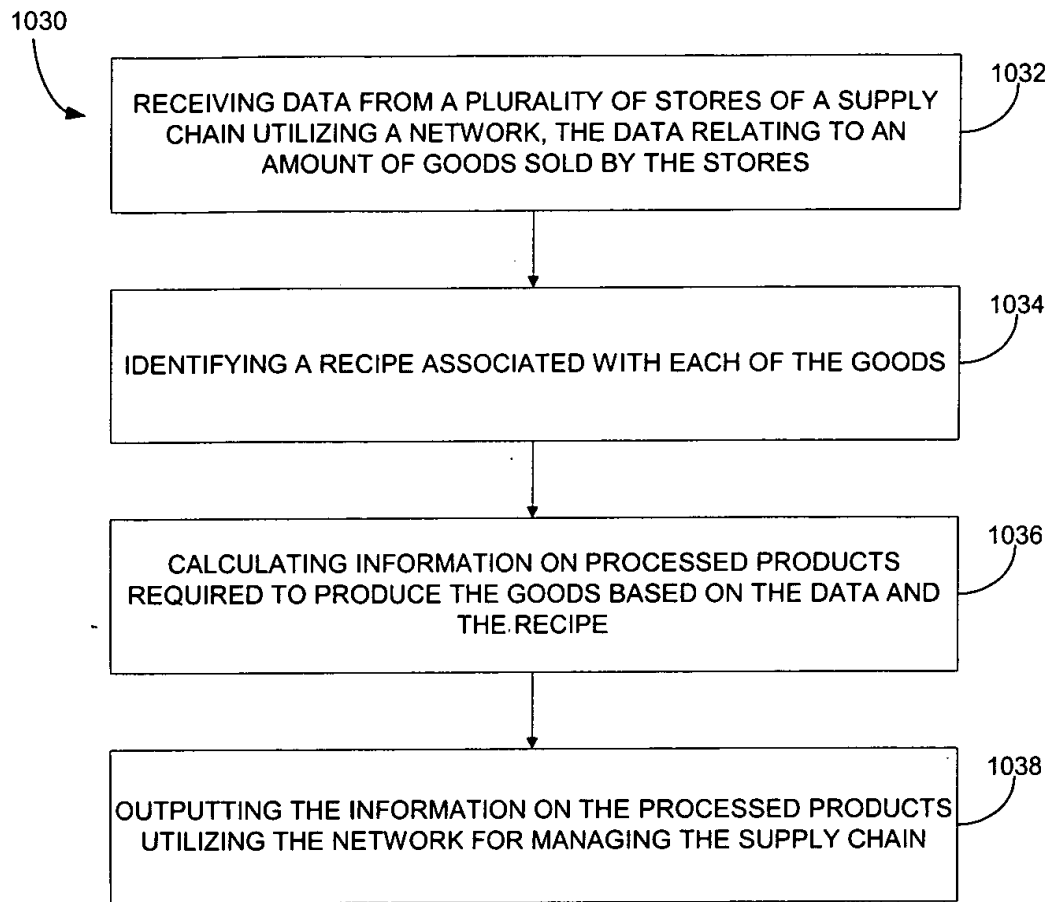 1030
1032
RECEIVING DATA FROM A PLURALITY OF STORES OF A SUPPLY
CHAIN UTILIZING A NETWORK, THE DATA RELATING TO AN
AMOUNT OF GOODS SOLD BY THE STORES
1034
IDENTIFYING A RECIPE ASSOCIATED WITH EACH OF THE GOODS
1036
CALCULATING INFORMATION ON PROCESSED PRODUCTS
REQUIRED TO PRODUCE THE GOODS BASED ON THE DATA AND
THE RECIPE
1038
OUTPUTTING THE INFORMATION ON THE PROCESSED PRODUCTS
UTILIZING THE NETWORK FOR MANAGING THE SUPPLY CHAIN